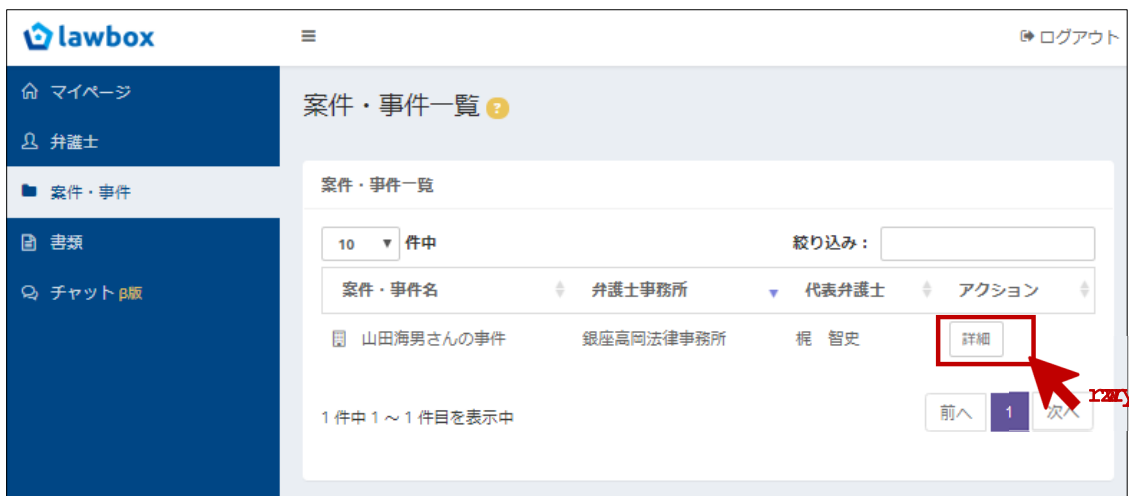 lawbox
ログアウト
マイページ
弁護士
案件・事件
書類
チャット β版
案件・事件一覧 ?
案件・事件一覧
10 件中
絞り込み：
案件・事件名 弁護士事務所 代表弁護士 アクション
山田海男さんの事件 銀座高岡法律事務所 梶　智史 詳細
1 件中 1 ～ 1 件目を表示中
前へ 1 次へ